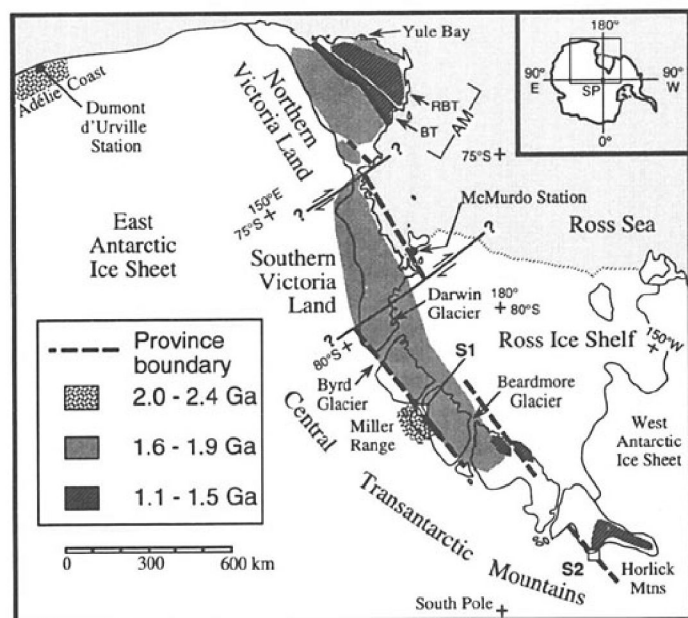 Yule Bay
180°
90°
E
90°
W
SP
0°
Adélie Coast
Dumont
d'Urville
Station
Northern
Victoria Land
RBT
BT
AM
75°S
?
150°E
75°S
?
McMurdo Station
?
East
Antarctic
Ice Sheet
Ross Sea
Southern
Victoria
Land
Darwin
Glacier
180°
80°S
?
80°S
Ross Ice Shelf
150°W
S1
Province
boundary
2.0 - 2.4 Ga
1.6 - 1.9 Ga
1.1 - 1.5 Ga
Byrd
Glacier
Beardmore
Glacier
Miller
Range
West
Antarctic
Ice Sheet
Central Transantarctic Mountains
0 300 600 km
S2
Horlick
Mtns
South Pole